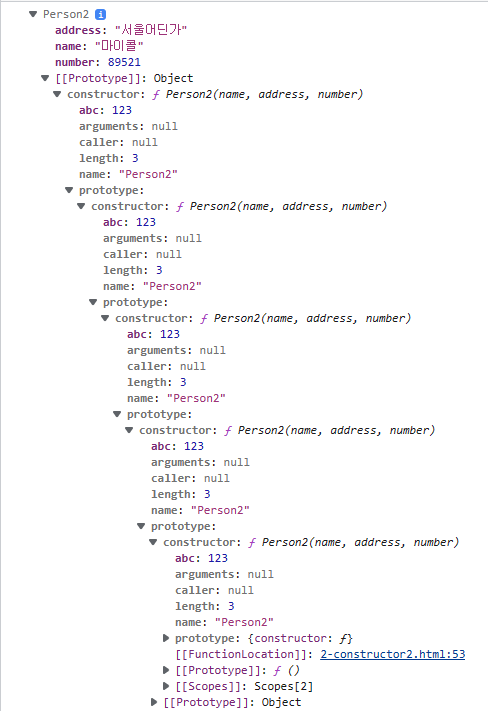 Person2 i
address: "서울어딘가"
name: "마이콜"
number: 89521
[[Prototype]]: Object
constructor: ƒ Person2(name, address, number)
abc: 123
arguments: null
caller: null
length: 3
name: "Person2"
prototype:
constructor: ƒ Person2(name, address, number)
abc: 123
arguments: null
caller: null
length: 3
name: "Person2"
prototype:
constructor: ƒ Person2(name, address, number)
abc: 123
arguments: null
caller: null
length: 3
name: "Person2"
prototype:
constructor: ƒ Person2(name, address, number)
abc: 123
arguments: null
caller: null
length: 3
name: "Person2"
prototype:
constructor: ƒ Person2(name, address, number)
abc: 123
arguments: null
caller: null
length: 3
name: "Person2"
prototype: {constructor: ƒ}
[[FunctionLocation]]: 2-constructor2.html:53
[[Prototype]]: ƒ ()
[[Scopes]]: Scopes[2]
[[Prototype]]: Object